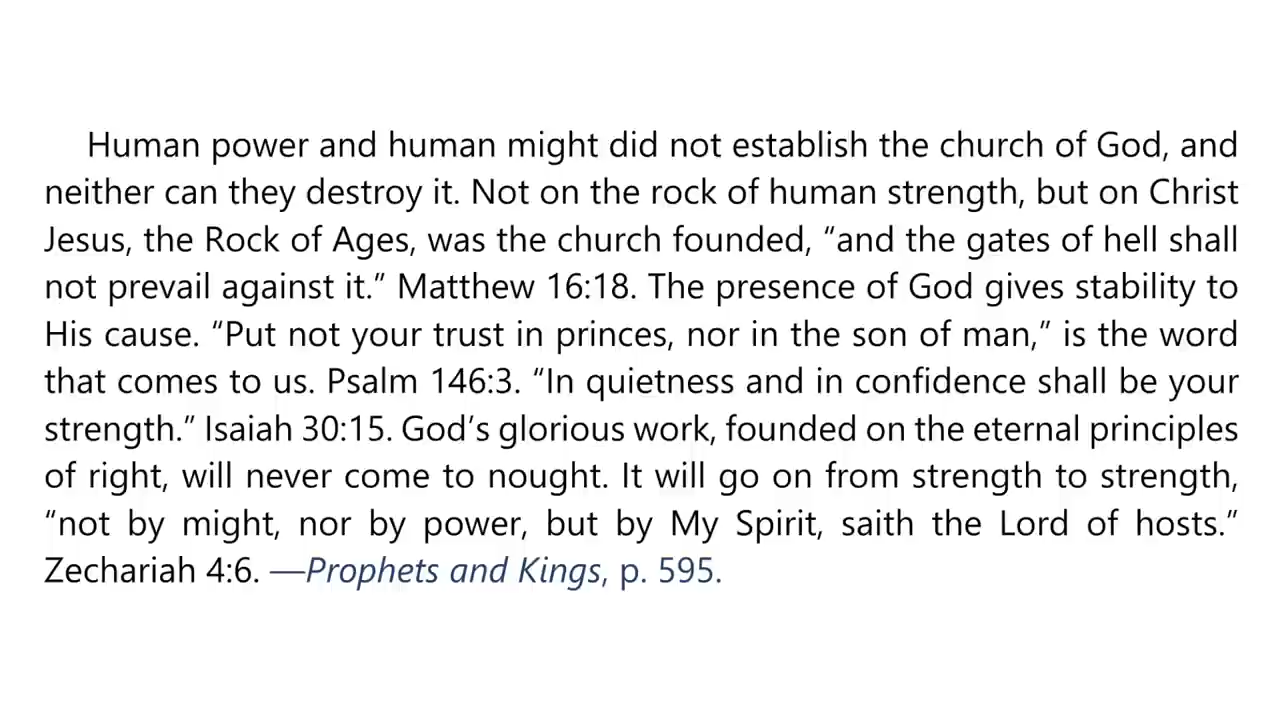 Human power and human might did not establish the church of God, and
neither can they destroy it. Not on the rock of human strength, but on Christ
Jesus, the Rock of Ages, was the church founded, “and the gates of hell shall
not prevail against it.” Matthew 16:18. The presence of God gives stability to
His cause. “Put not your trust in princes, nor in the son of man,” is the word
that comes to us. Psalm 146:3. “In quietness and in confidence shall be your
strength.” Isaiah 30:15. God’s glorious work, founded on the eternal principles
of right, will never come to nought. It will go on from strength to strength,
“not by might, nor by power, but by My Spirit, saith the Lord of hosts.”
Zechariah 4:6. —Prophets and Kings, p. 595.